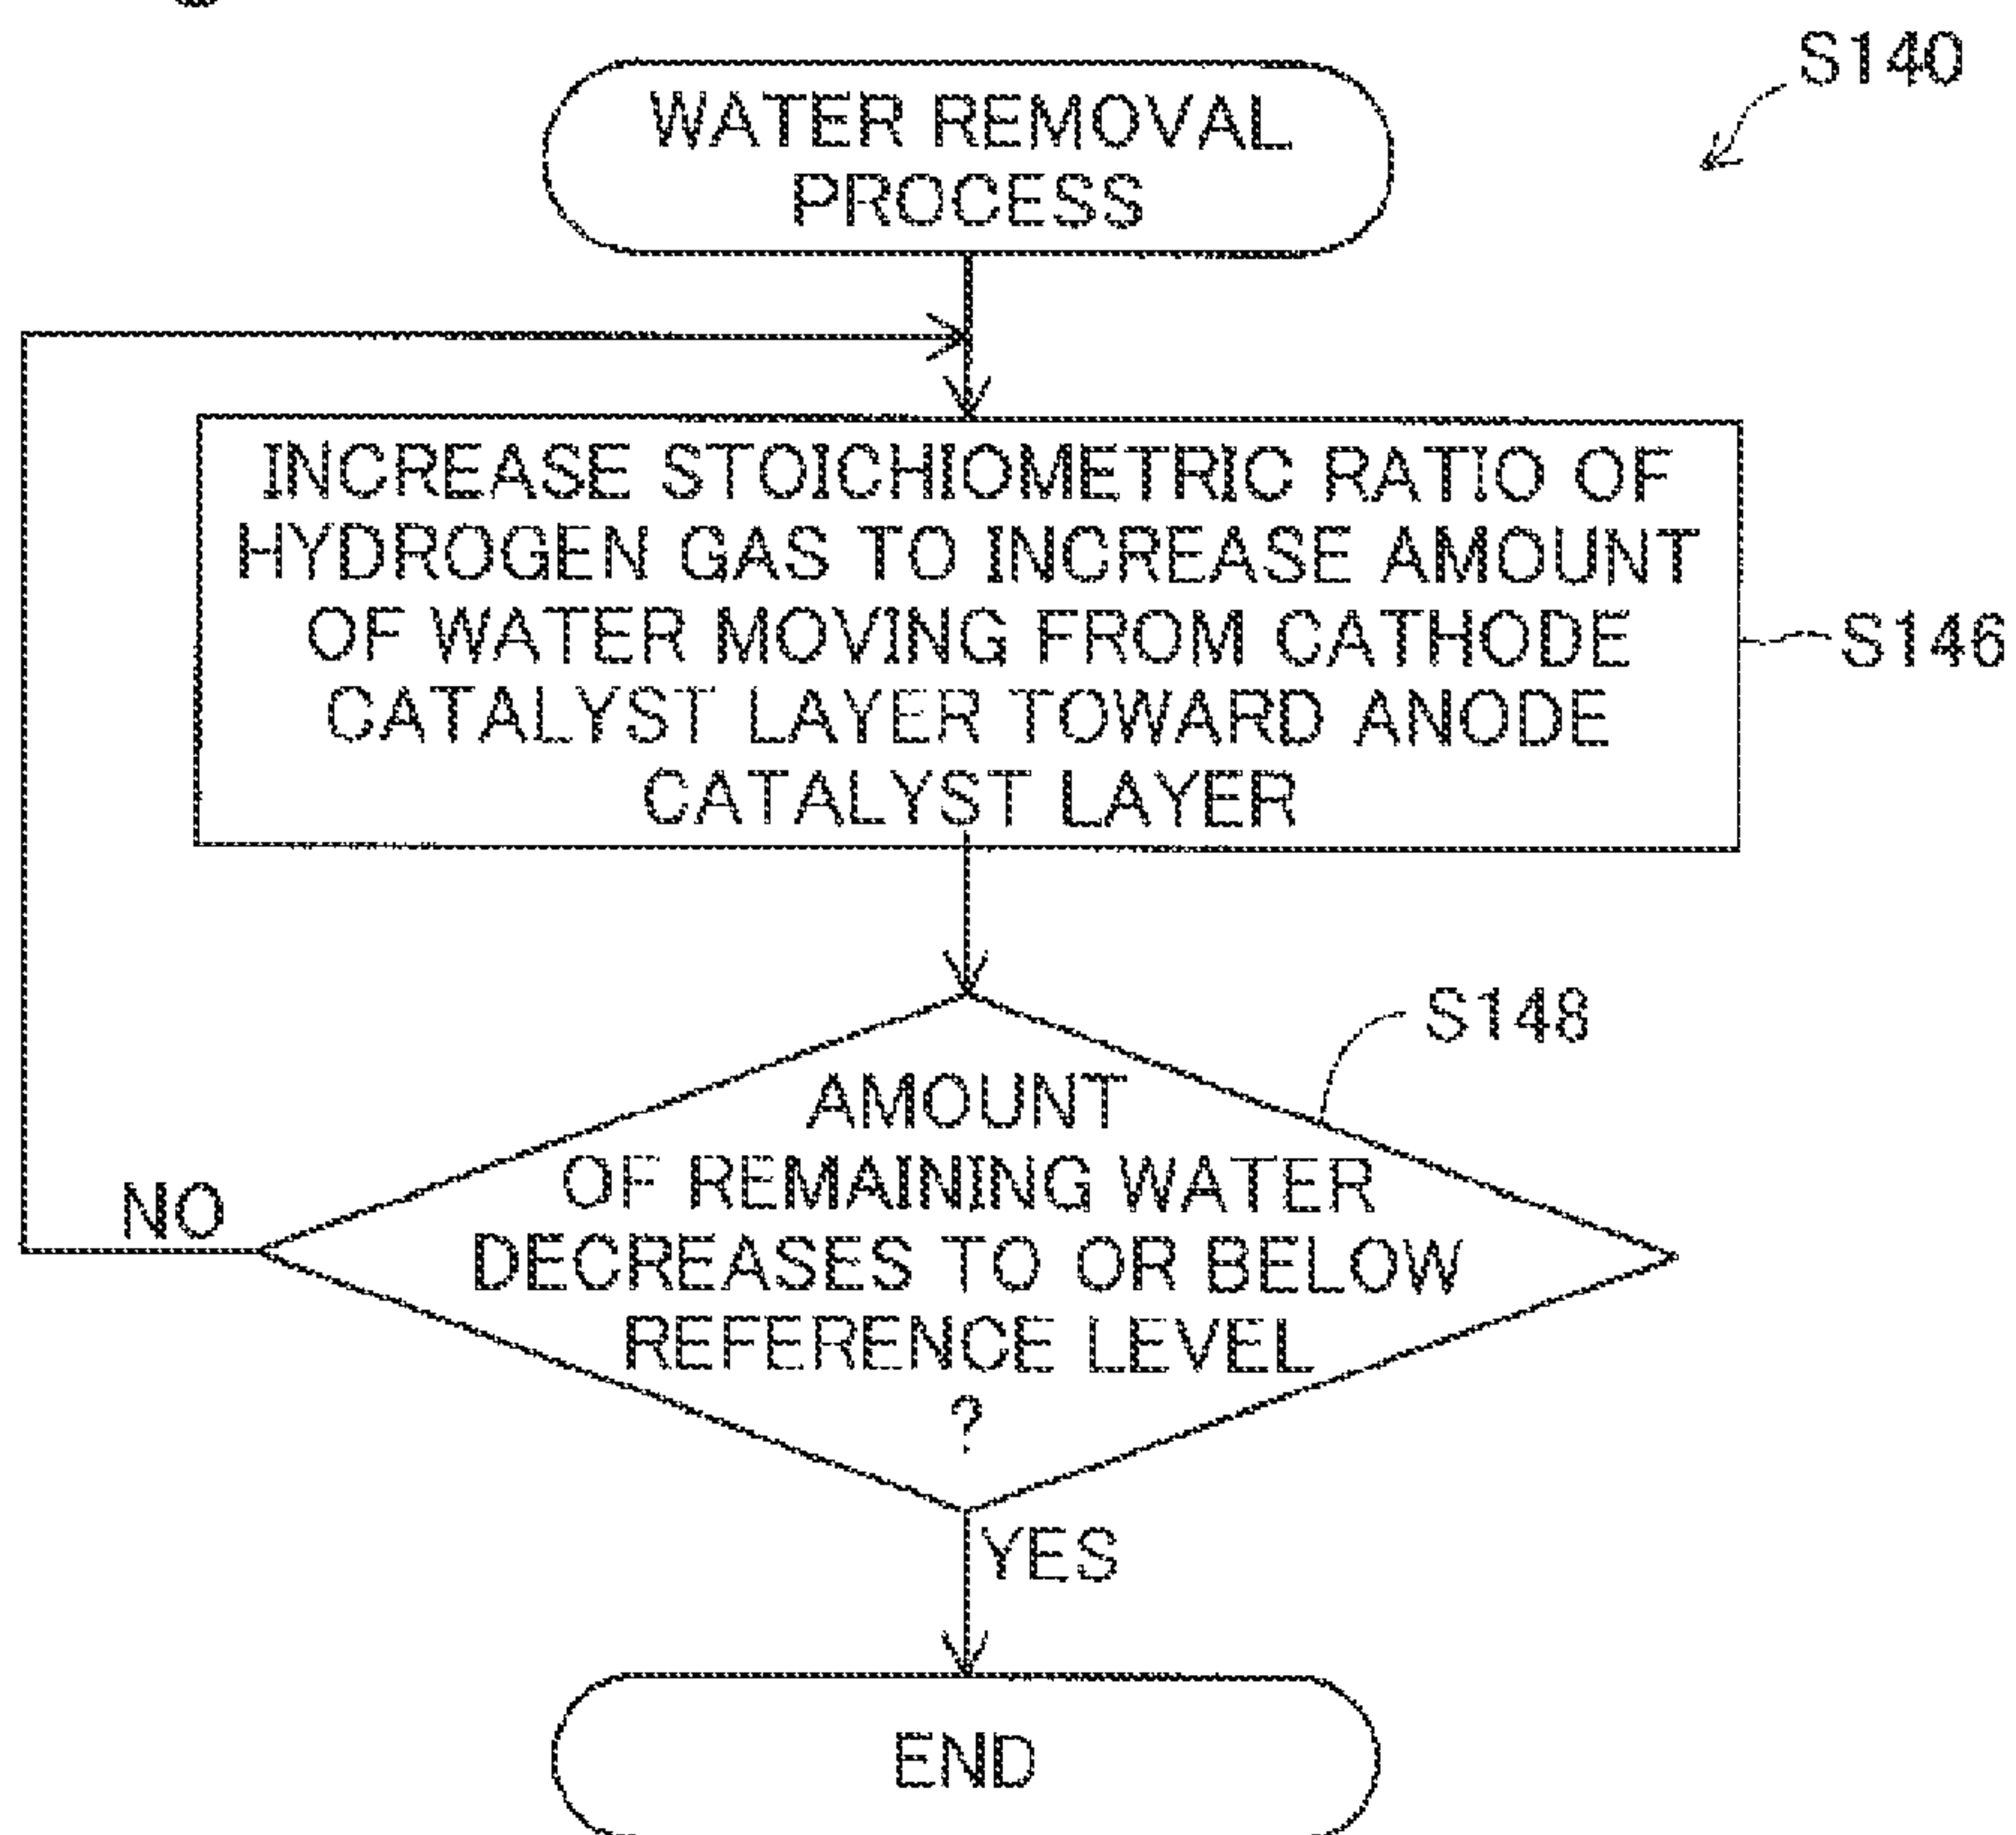 S140
WATER REMOVAL
PROCESS
INCREASE STOICHIOMETRIC RATIO OF
HYDROGEN GAS TO INCREASE AMOUNT
OF WATER MOVING FROM CATHODE
CATALYST LAYER TOWARD ANODE
CATALYST LAYER
S146
S148
AMOUNT
OF REMAINING WATER
DECREASES TO OR BELOW
REFERENCE LEVEL
?
NO
YES
END